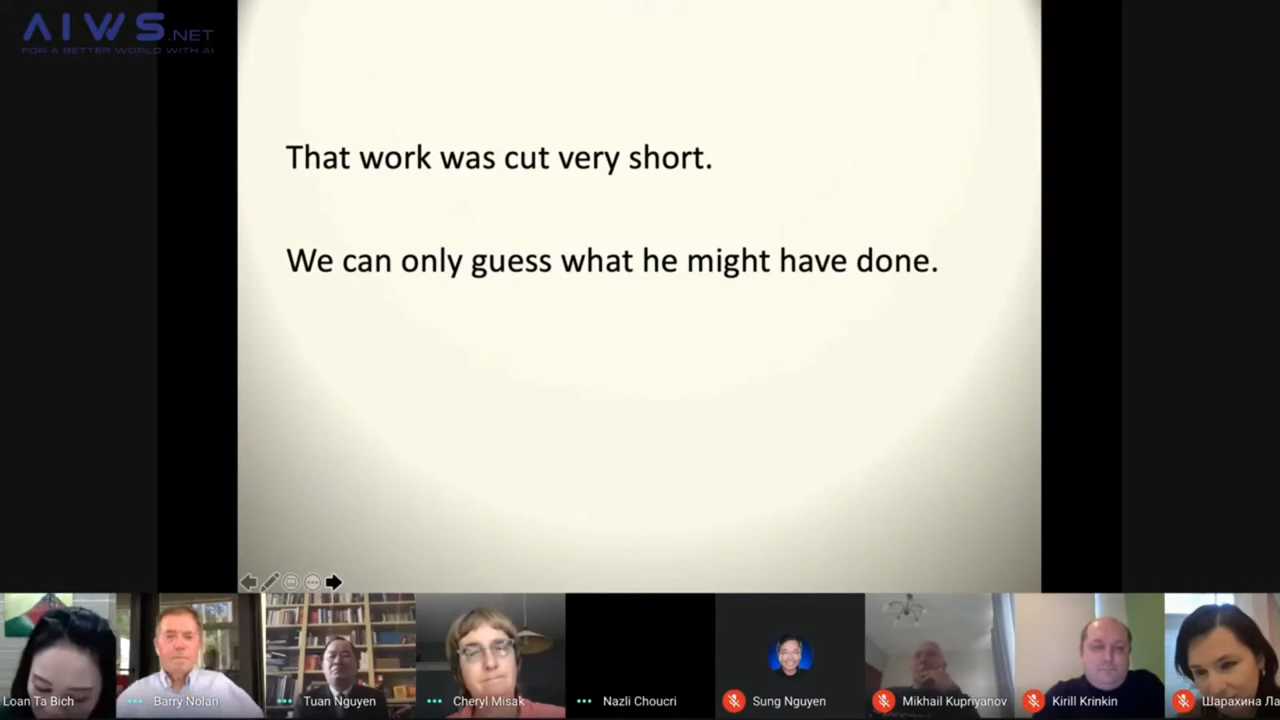 AIWS.NET
FOR A BETTER WORLD WITH AI
That work was cut very short.
We can only guess what he might have done.
Loan Ta Bich
Barry Nolan
Tuan Nguyen
Cheryl Misak
Nazli Choucri
Sung Nguyen
Mikhail Kupriyanov
Kirill Krinkin
Шарахина Ла